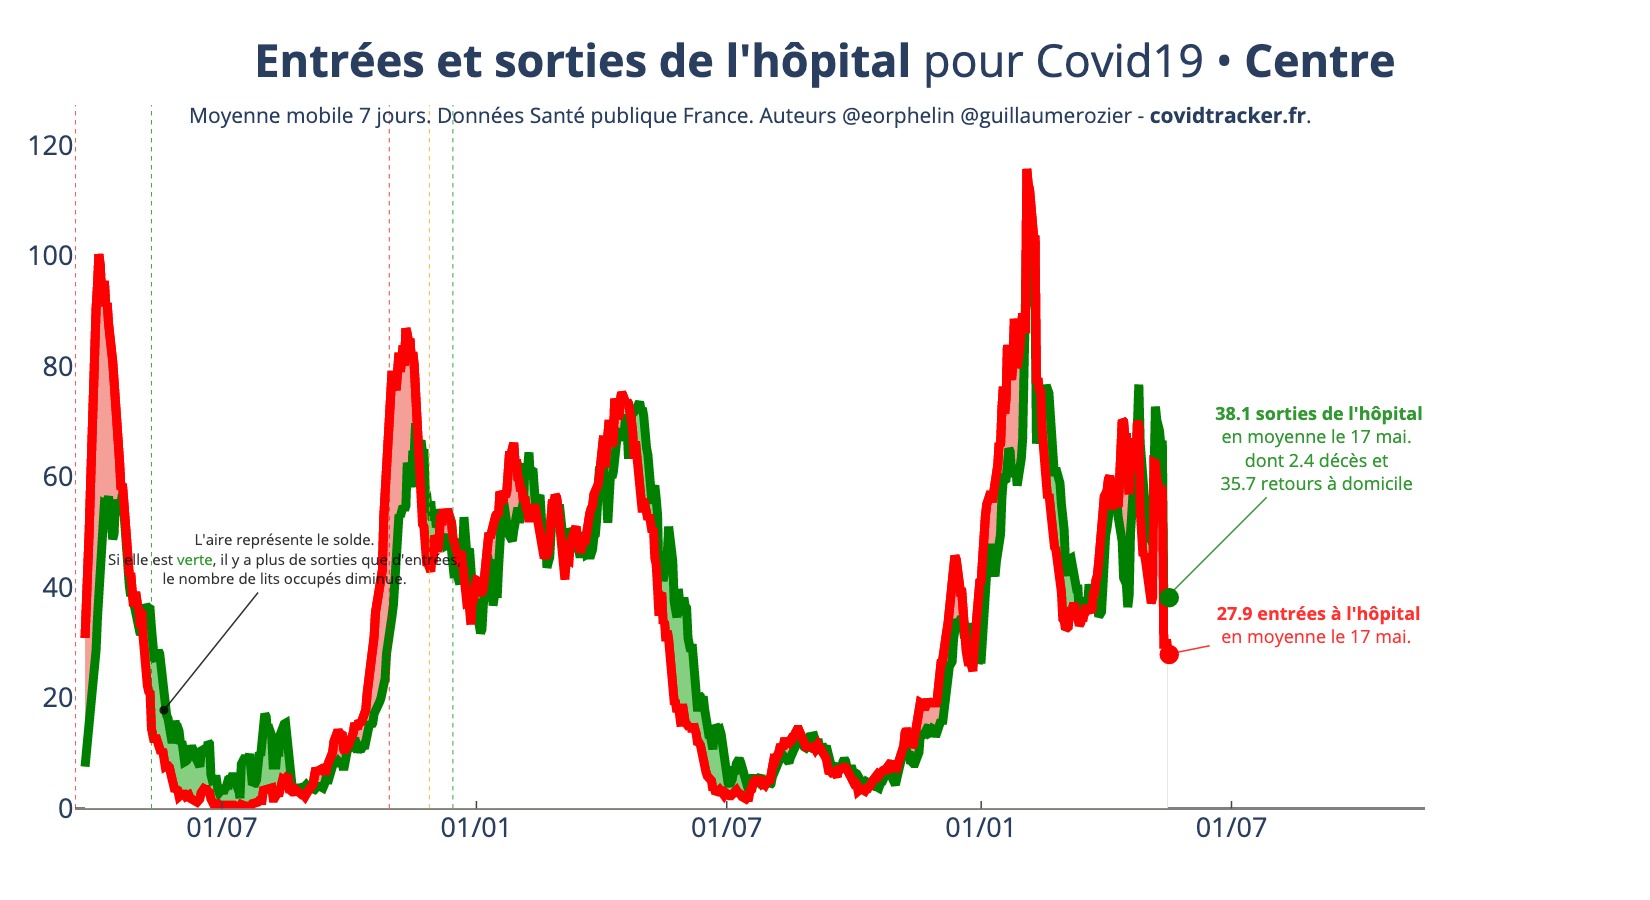 Entrées et sorties de l'hôpital pour Covid19 • Centre
Moyenne mobile 7 jours. Données Santé publique France. Auteurs @eorphelin @guillaumerozier - covidtracker.fr.
120
100
80
60
40
20
0
L'aire représente le solde.
Si elle est verte, il y a plus de sorties que d'entrées,
le nombre de lits occupés diminue.
38.1 sorties de l'hôpital
en moyenne le 17 mai.
dont 2.4 décès et
35.7 retours à domicile
27.9 entrées à l'hôpital
en moyenne le 17 mai.
01/07
01/01
01/07
01/01
01/07